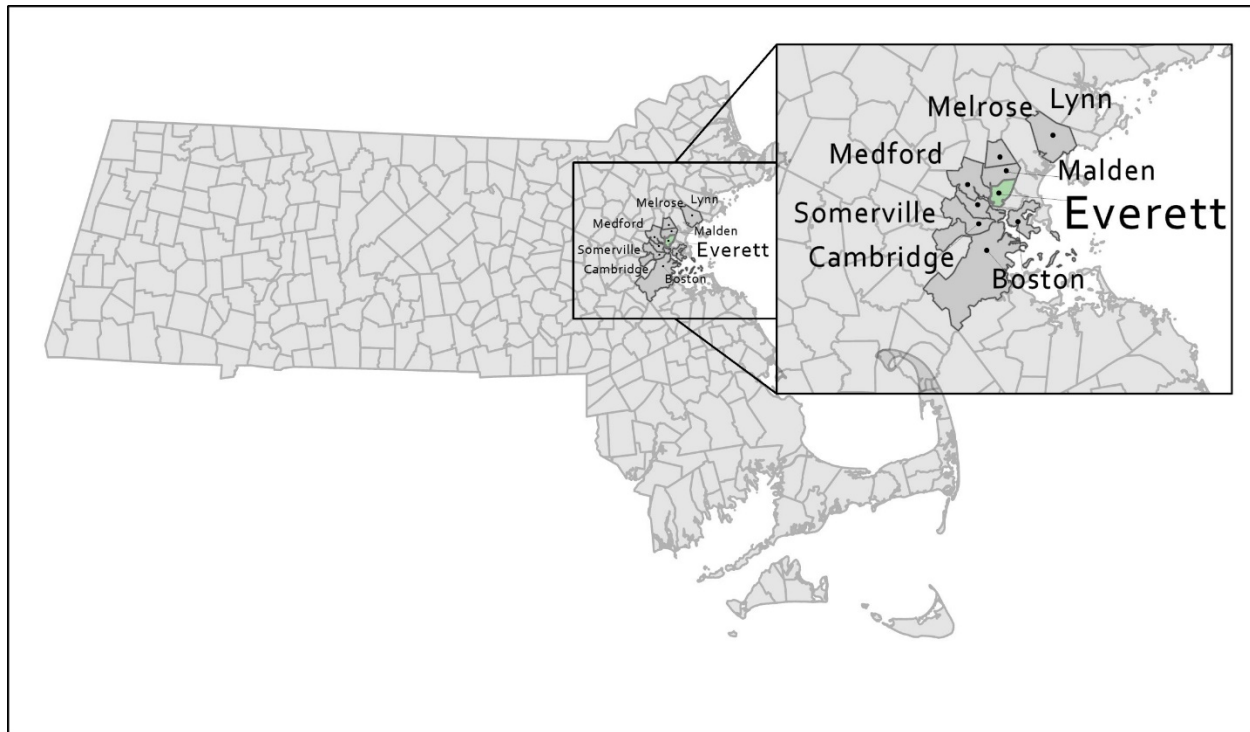 Melrose
Lynn
Medford
Malden
Somerville
Everett
Cambridge
Boston
Melrose
Lynn
Medford
Malden
Somerville
Everett
Cambridge
Boston